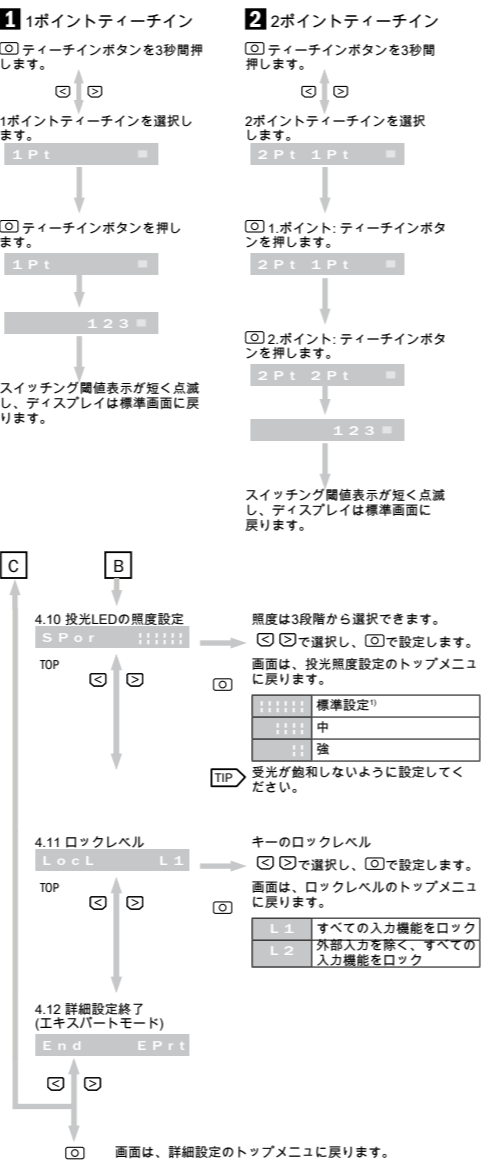 1 1ポイントティーチイン
ティーチインボタンを3秒間押
します。
1ポイントティーチインを選択し
ます。
1Pt
ティーチインボタンを押し
ます。
1Pt
123
スイッチング閾値表示が短く点滅
し、ディスプレイは標準画面に戻
ります。
2 2ポイントティーチイン
ティーチインボタンを3秒間
押します。
2ポイントティーチインを選択
します。
2Pt 1Pt
1.ポイント: ティーチインボタ
ンを押します。
2Pt 1Pt
2.ポイント: ティーチインボタ
ンを押します。
2Pt 2Pt
123
スイッチング閾値表示が短く点滅
し、ディスプレイは標準画面に
戻ります。
C
B
4.10 投光LEDの照度設定
SPor
TOP
照度は3段階から選択できます。
で選択し、で設定します。
画面は、投光照度設定のトップメニュ
に戻ります。
標準設定1)
中
強
TIP 受光が飽和しないように設定してく
ださい。
4.11 ロックレベル
LocL L1
TOP
キーのロックレベル
で選択し、で設定します。
画面は、ロックレベルのトップメニュ
に戻ります。
L1 すべての入力機能をロック
L2 外部入力を除く、すべての
入力機能をロック
4.12 詳細設定終了
(エキスパートモード)
End EPrt
画面は、詳細設定のトップメニュに戻ります。